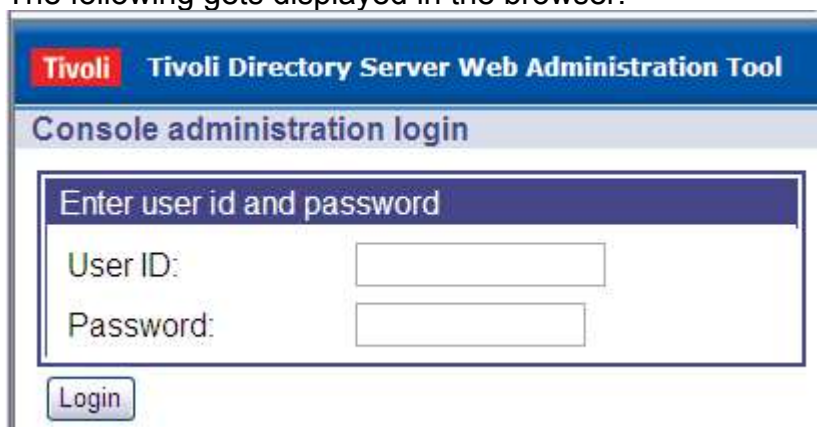 The following gets displayed in the browser:
Tivoli Tivoli Directory Server Web Administration Tool
Console administration login
Enter user id and password
User ID:
Password:
Login